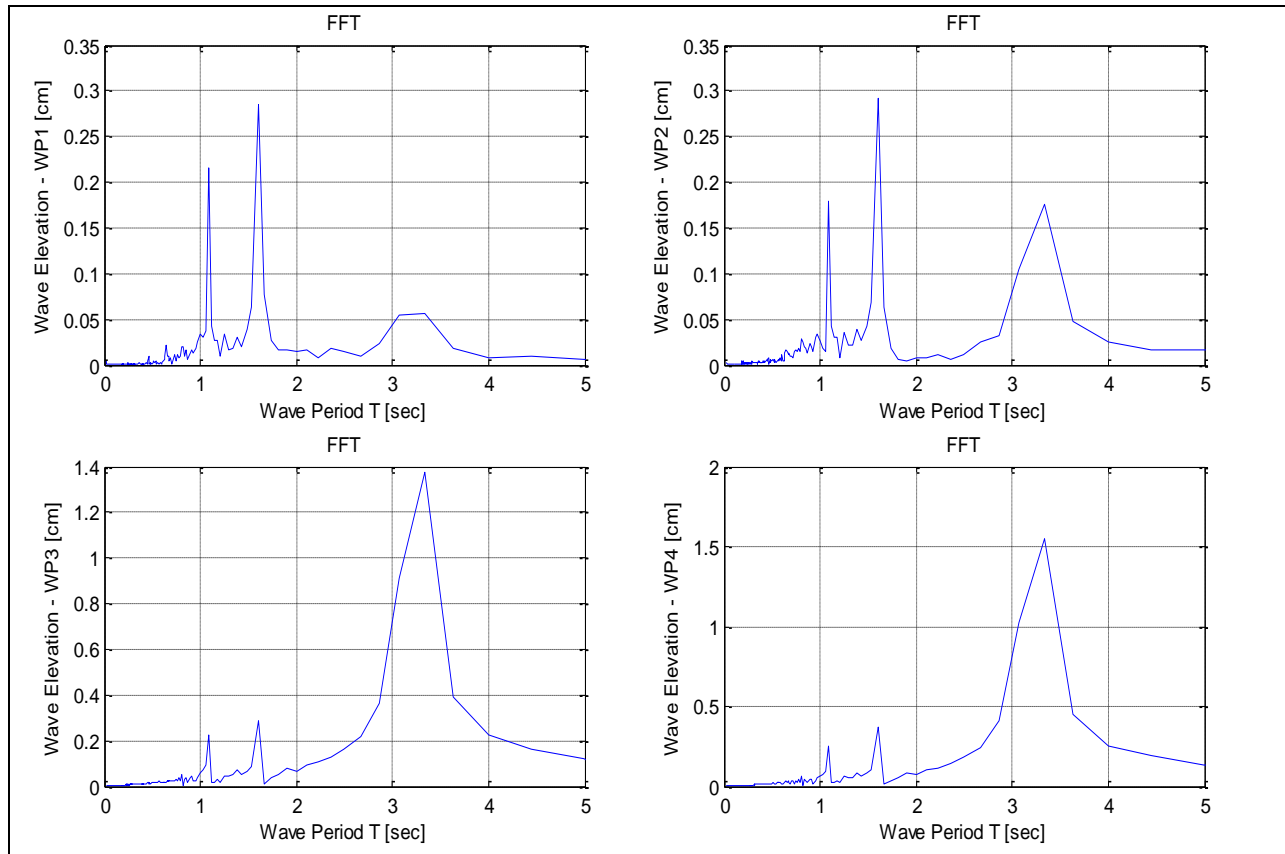 FFT
0.35
0.3
0.25
0.2
0.15
0.1
0.05
0
Wave Elevation - WP1 [cm]
0 1 2 3 4 5
Wave Period T [sec]
FFT
0.35
0.3
0.25
0.2
0.15
0.1
0.05
0
Wave Elevation - WP2 [cm]
0 1 2 3 4 5
Wave Period T [sec]
FFT
1.4
1.2
1
0.8
0.6
0.4
0.2
0
Wave Elevation - WP3 [cm]
0 1 2 3 4 5
Wave Period T [sec]
FFT
2
1.5
1
0.5
0
Wave Elevation - WP4 [cm]
0 1 2 3 4 5
Wave Period T [sec]